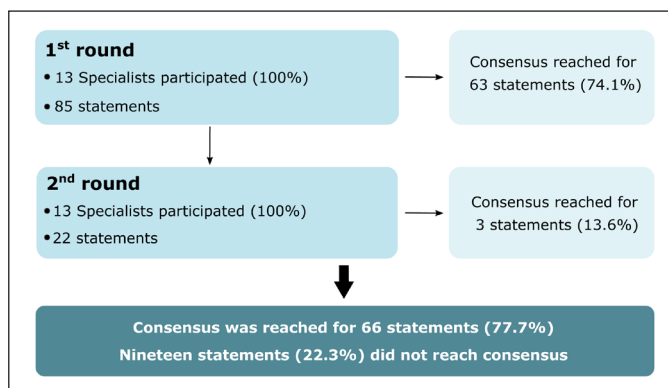 1st round
• 13 Specialists participated (100%)
• 85 statements
Consensus reached for
63 statements (74.1%)
2nd round
• 13 Specialists participated (100%)
• 22 statements
Consensus reached for
3 statements (13.6%)
Consensus was reached for 66 statements (77.7%)
Nineteen statements (22.3%) did not reach consensus